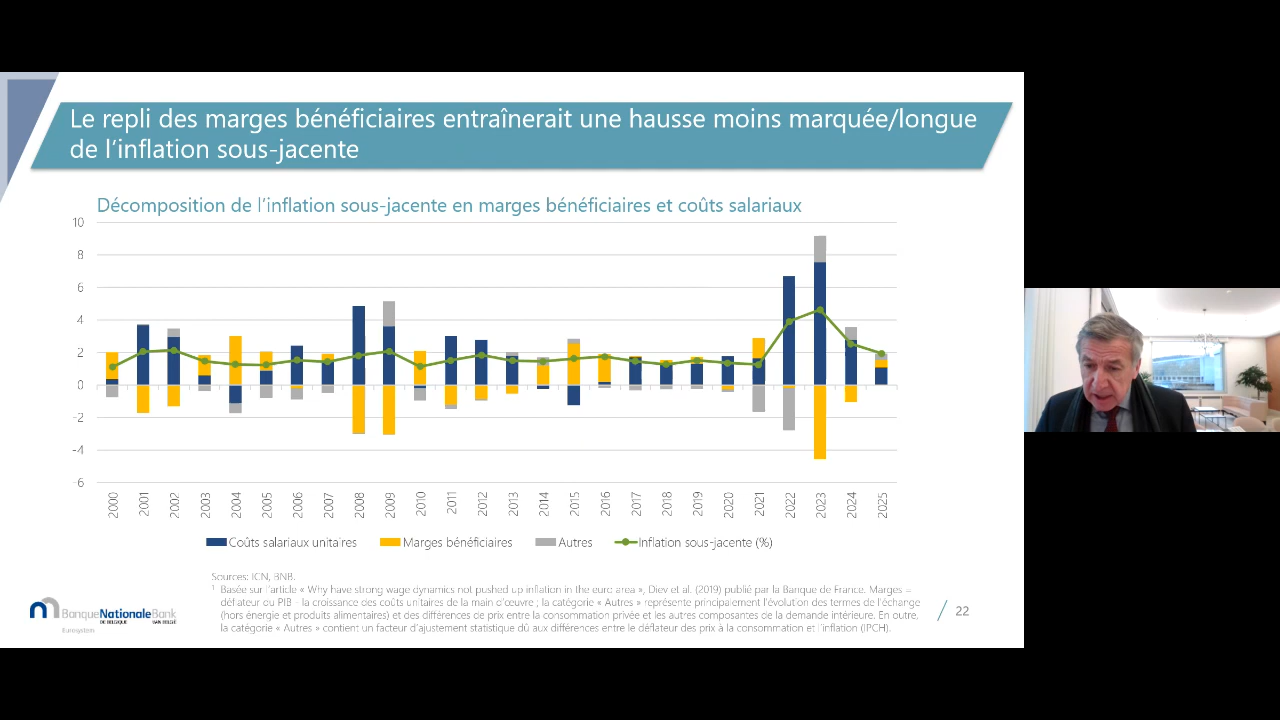 Le repli des marges bénéficiaires entraînerait une hausse moins marquée/longue
de l'inflation sous-jacente
Décomposition de l'inflation sous-jacente en marges bénéficiaires et coûts salariaux
10
8
6
4
2
0
-2
-4
-6
2000 2001 2002 2003 2004 2005 2006 2007 2008 2009 2010 2011 2012 2013 2014 2015 2016 2017 2018 2019 2020 2021 2022 2023 2024 2025
Coûts salariaux unitaires Marges bénéficiaires Autres Inflation sous-jacente (%)
Sources: ICN, BNB.
¹ Basée sur l'article « Why have strong wage dynamics not pushed up inflation in the euro area », Diev et al. (2019) publié par la Banque de France. Marges =
déflateur du PIB - la croissance des coûts unitaires de la main d'œuvre ; la catégorie « Autres » représente principalement l'évolution des termes de l'échange
(hors énergie et produits alimentaires) et des différences de prix entre la consommation privée et les autres composantes de la demande intérieure. En outre,
la catégorie « Autres » contient un facteur d'ajustement statistique dû aux différences entre le déflateur des prix à la consommation et l'inflation (IPCH).
BanqueNationaleBank
DE BELGIQUE VAN BELGIË
Eurosystem
22